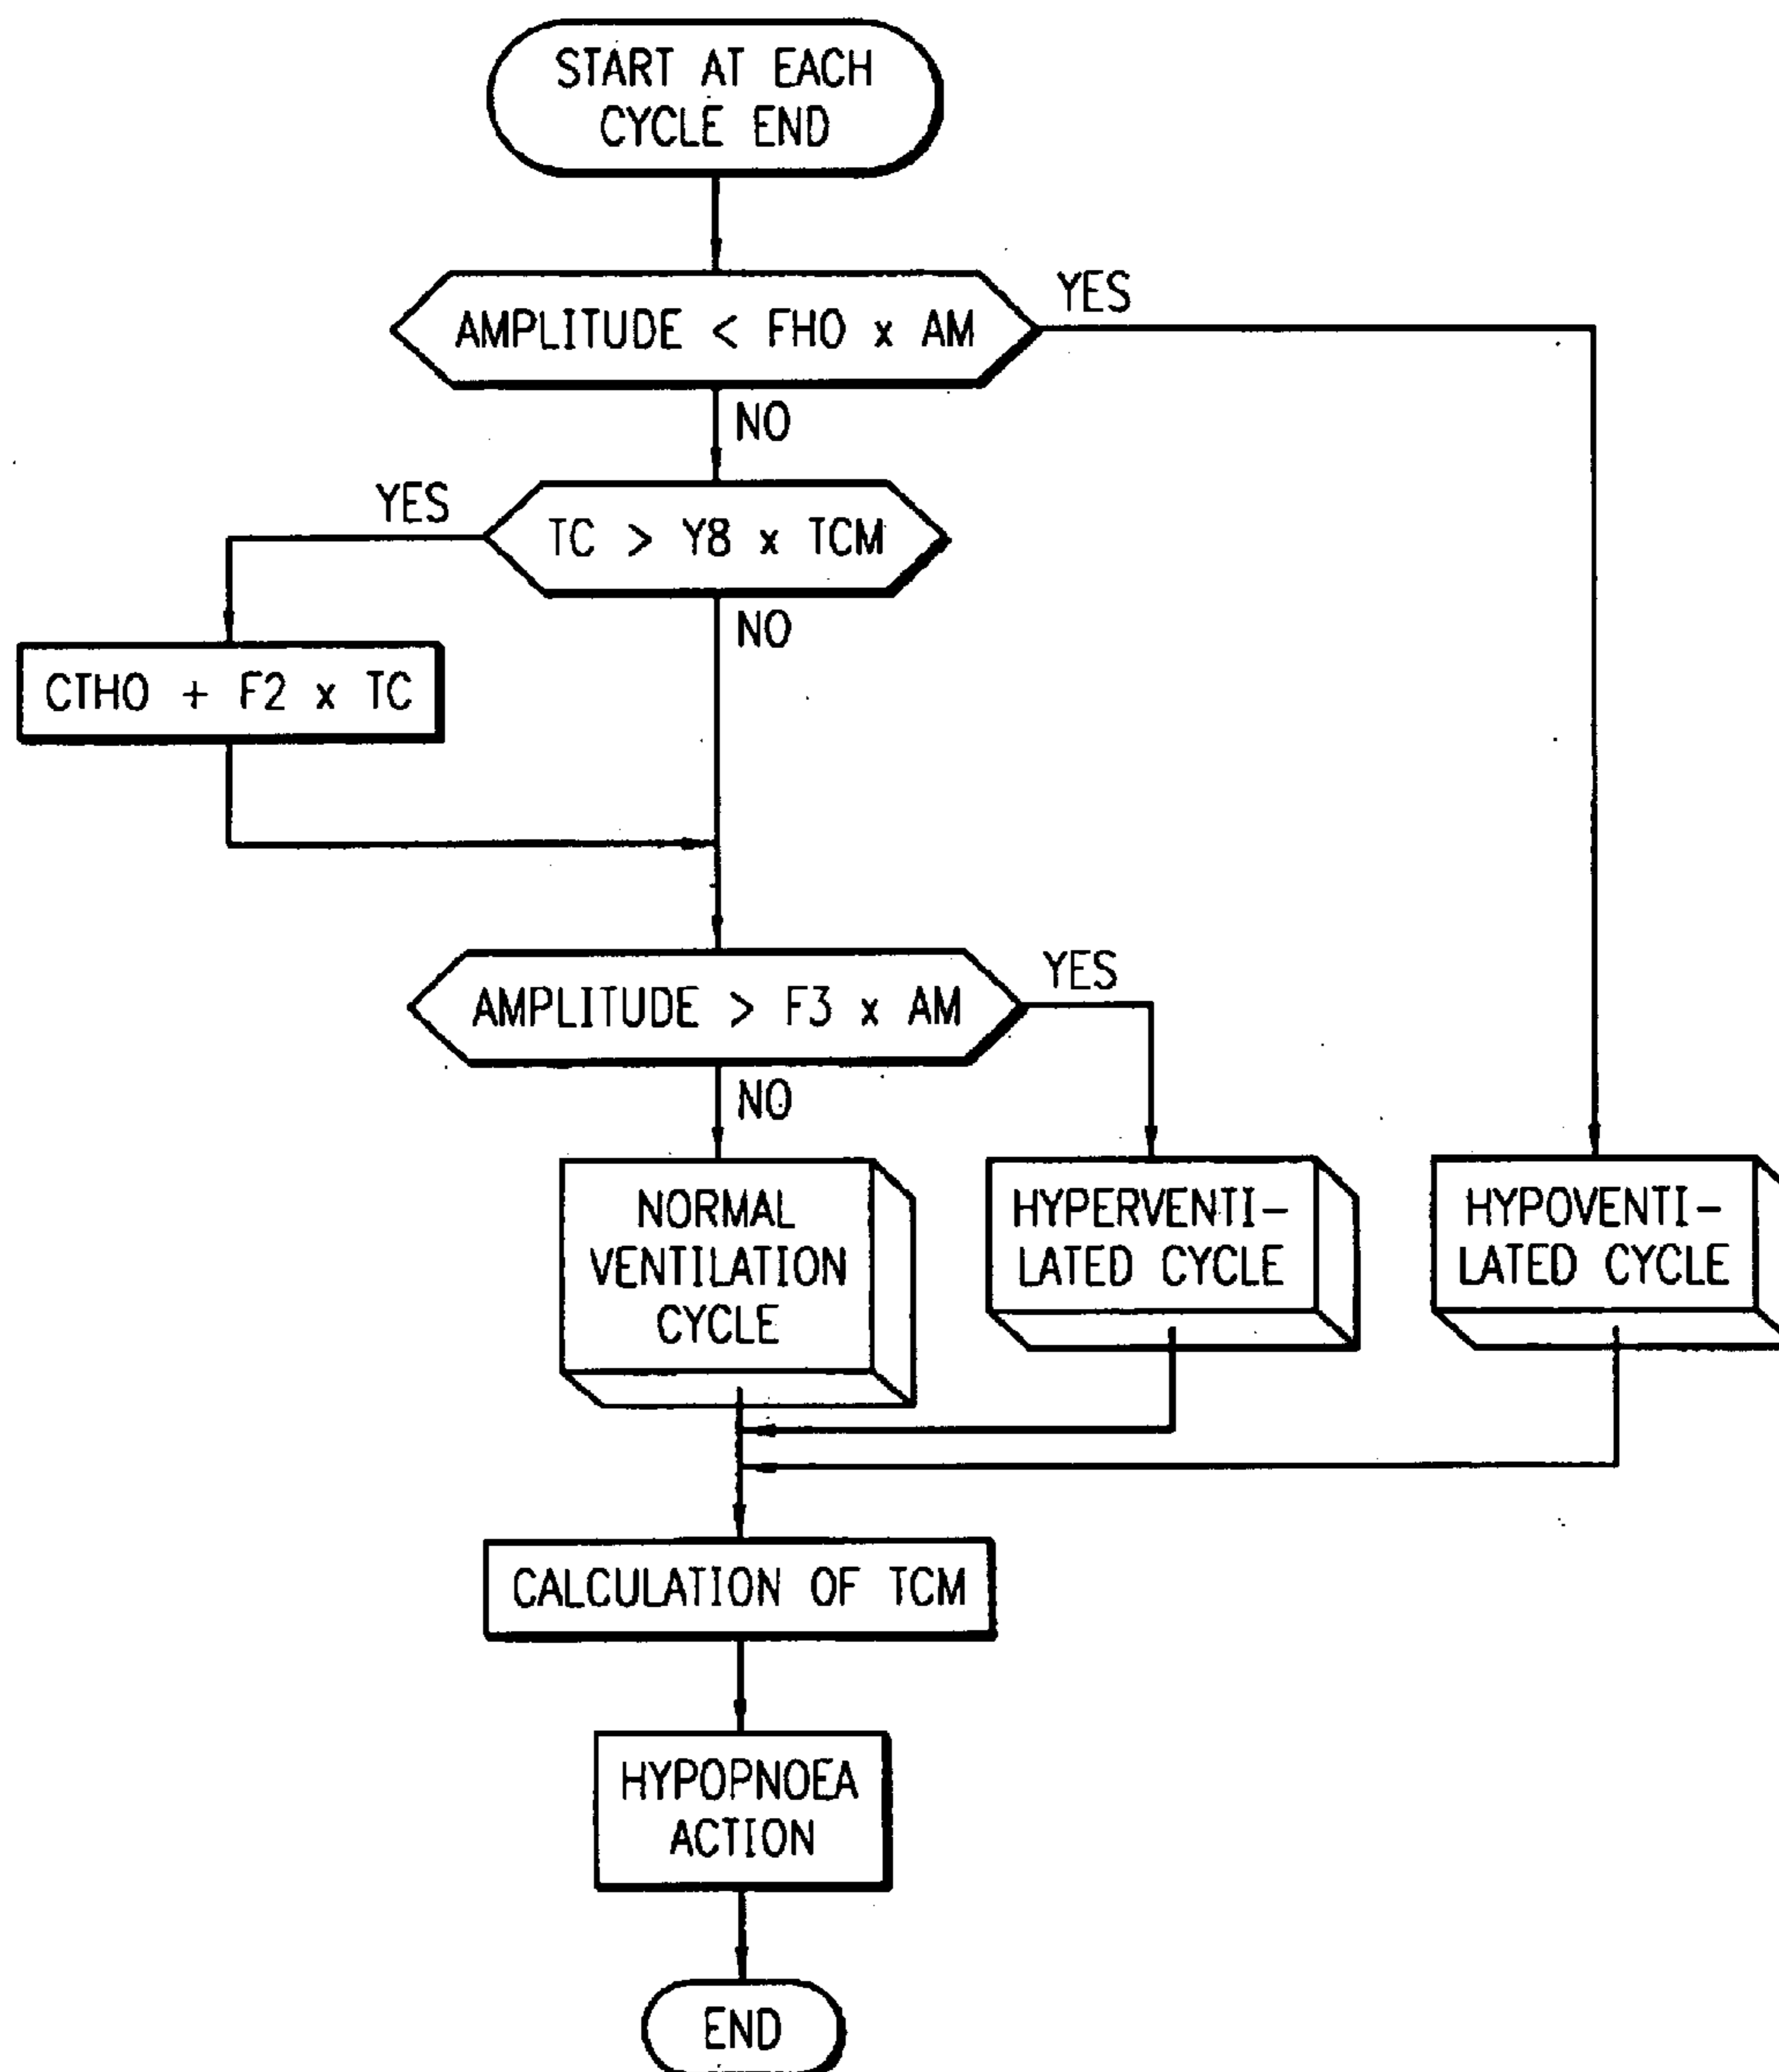 START AT EACH
CYCLE END
AMPLITUDE < FHO x AM
YES
NO
YES
TC > Y8 x TCM
NO
CTHO + F2 x TC
AMPLITUDE > F3 x AM
YES
NO
NORMAL
VENTILATION
CYCLE
HYPERVENTI-
LATED CYCLE
HYPOVENTI-
LATED CYCLE
CALCULATION OF TCM
HYPOPNOEA
ACTION
END